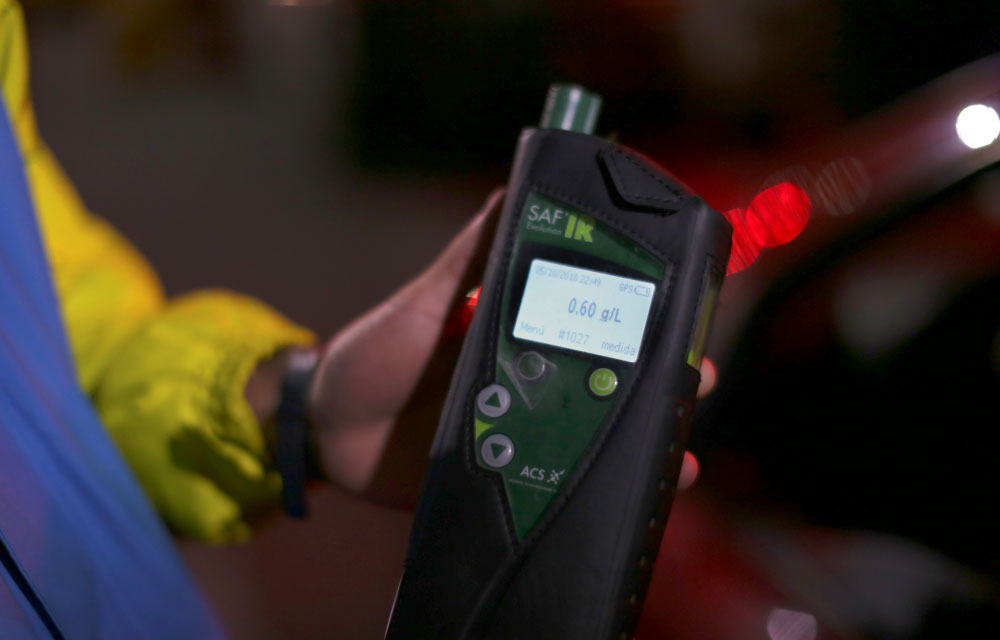 SAF'IR
Evolution
05/10/2018 22:49 GPS
0.60 g/L
Menú #1027 medida
ACS